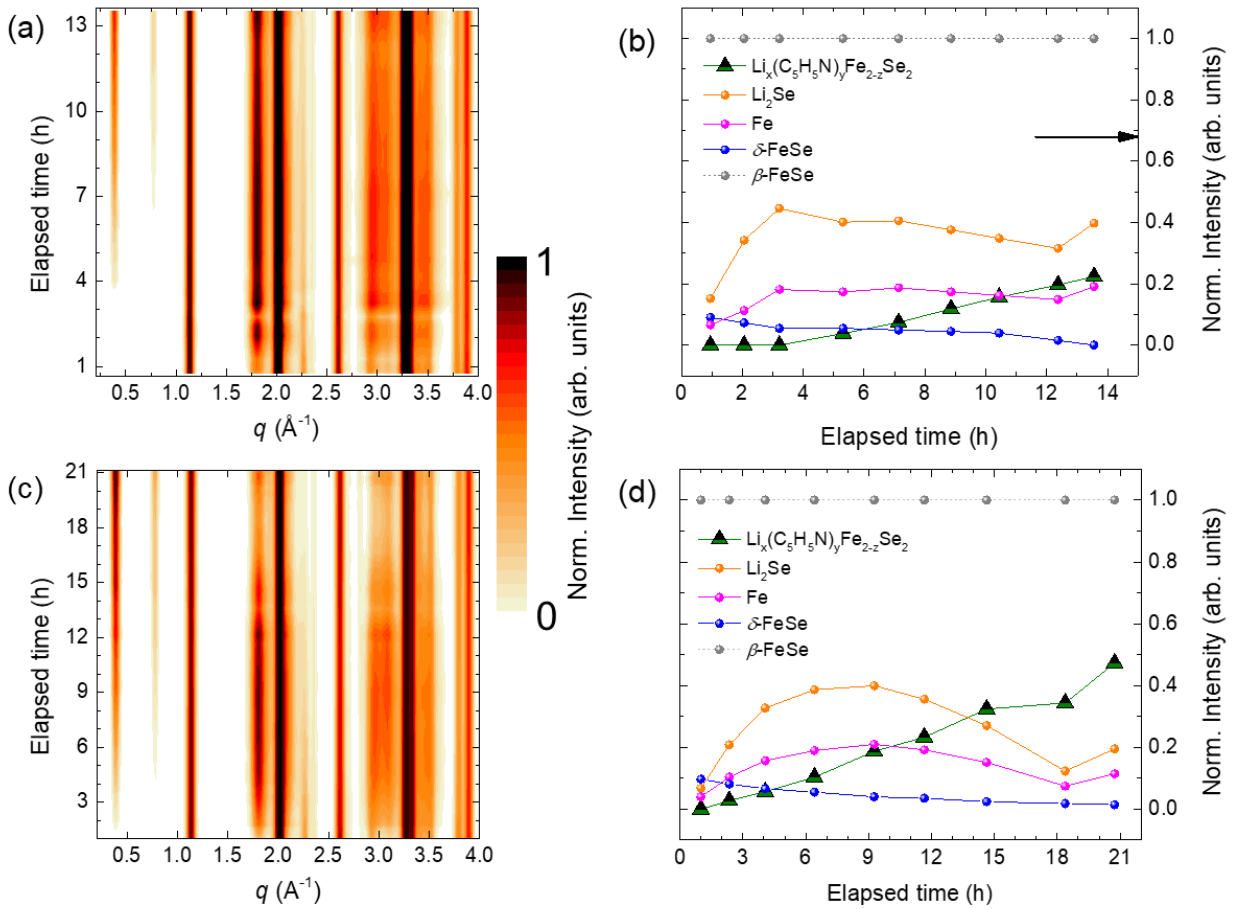 (a)
13
10
7
4
1
Elapsed time (h)
0.5 1.0 1.5 2.0 2.5 3.0 3.5 4.0
q (Å⁻¹)
(b)
Liₓ(C₅H₅N)ᵧFe₂₋zSe₂
Li₂Se
Fe
δ-FeSe
β-FeSe
1.0
0.8
0.6
0.4
0.2
0.0
Norm. Intensity (arb. units)
0 2 4 6 8 10 12 14
Elapsed time (h)
1
0
Norm. Intensity (arb. units)
(c)
21
18
15
12
9
6
3
Elapsed time (h)
0.5 1.0 1.5 2.0 2.5 3.0 3.5 4.0
q (A⁻¹)
(d)
Liₓ(C₅H₅N)ᵧFe₂₋zSe₂
Li₂Se
Fe
δ-FeSe
β-FeSe
1.0
0.8
0.6
0.4
0.2
0.0
Norm. Intensity (arb. units)
0 3 6 9 12 15 18 21
Elapsed time (h)